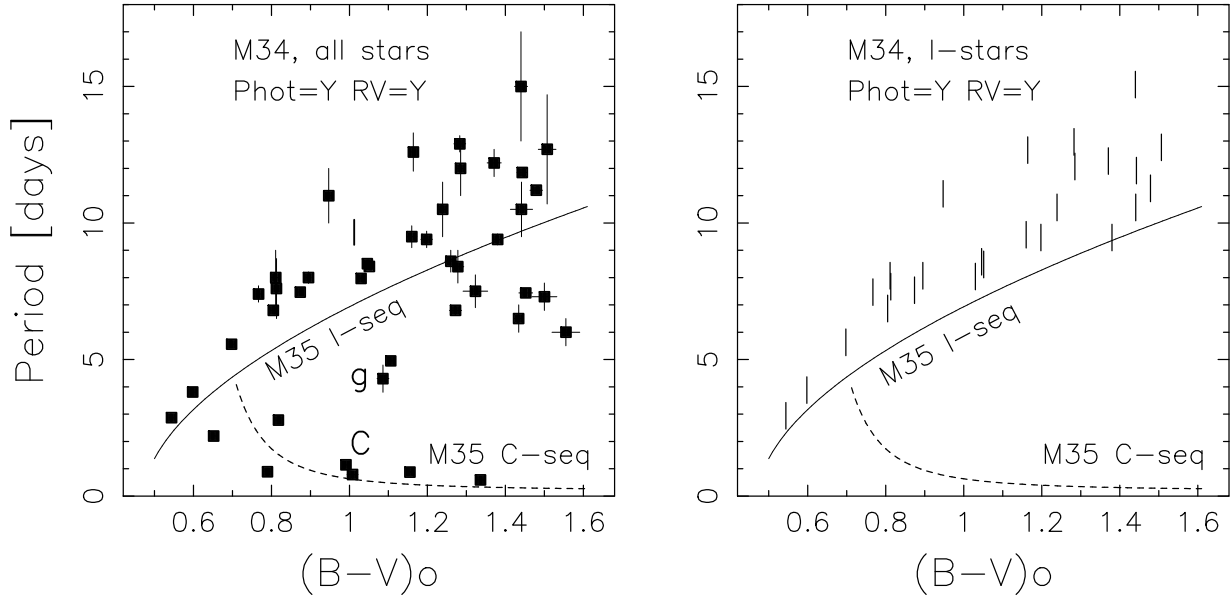 M34, all stars
Phot=Y RV=Y
Period [days]
15
10
5
0
M35 I-seq
g
C
M35 C-seq
0.6 0.8 1 1.2 1.4 1.6
(B-V)o
M34, I-stars
Phot=Y RV=Y
15
10
5
0
M35 I-seq
M35 C-seq
0.6 0.8 1 1.2 1.4 1.6
(B-V)o